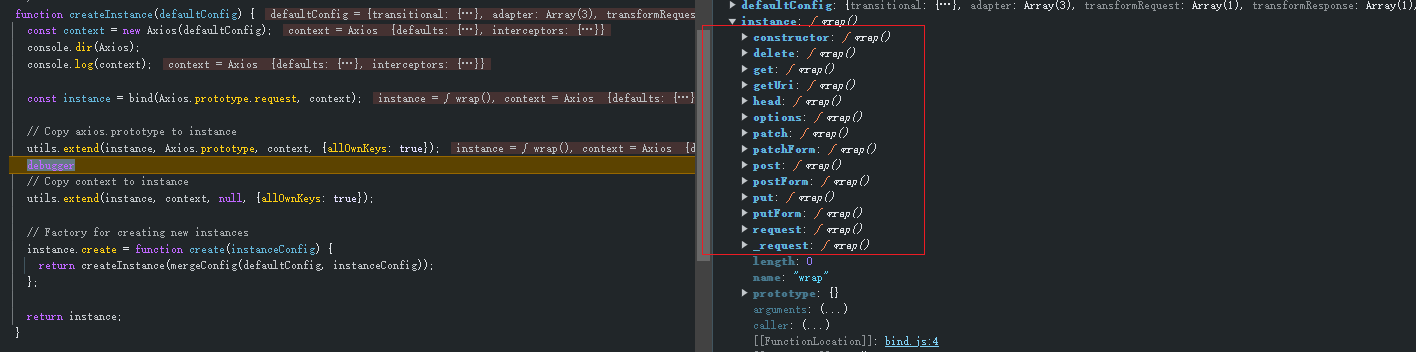 function createInstance(defaultConfig) { defaultConfig = {transitional: {…}, adapter: Array(3), transformReques
const context = new Axios(defaultConfig); context = Axios {defaults: {…}, interceptors: {…}}
console.dir(Axios);
console.log(context); context = Axios {defaults: {…}, interceptors: {…}}
const instance = bind(Axios.prototype.request, context); instance = ƒ wrap(), context = Axios {defaults: {…}
// Copy axios.prototype to instance
utils.extend(instance, Axios.prototype, context, {allOwnKeys: true}); instance = ƒ wrap(), context = Axios {d
debugger
// Copy context to instance
utils.extend(instance, context, null, {allOwnKeys: true});
// Factory for creating new instances
instance.create = function create(instanceConfig) {
return createInstance(mergeConfig(defaultConfig, instanceConfig));
};
return instance;
}
defaultConfig: {transitional: {…}, adapter: Array(3), transformRequest: Array(1), transformResponse: Array(1),
instance: ƒ wrap()
constructor: ƒ wrap()
delete: ƒ wrap()
get: ƒ wrap()
getUri: ƒ wrap()
head: ƒ wrap()
options: ƒ wrap()
patch: ƒ wrap()
patchForm: ƒ wrap()
post: ƒ wrap()
postForm: ƒ wrap()
put: ƒ wrap()
putForm: ƒ wrap()
request: ƒ wrap()
_request: ƒ wrap()
length: 0
name: "wrap"
prototype: {}
arguments: (...)
caller: (...)
[[FunctionLocation]]: bind.js:4